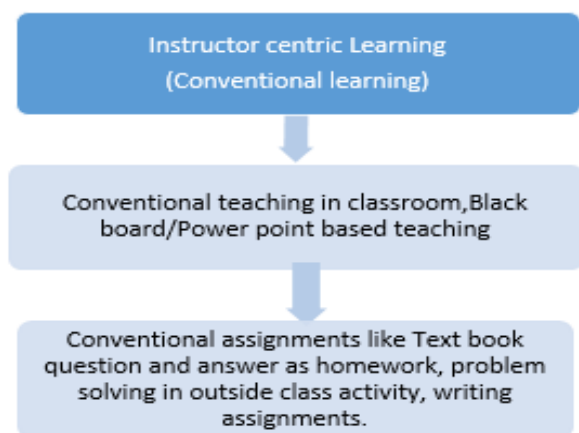 Instructor centric Learning
(Conventional learning)
Conventional teaching in classroom,Black
board/Power point based teaching
Conventional assignments like Text book
question and answer as homework, problem
solving in outside class activity, writing
assignments.